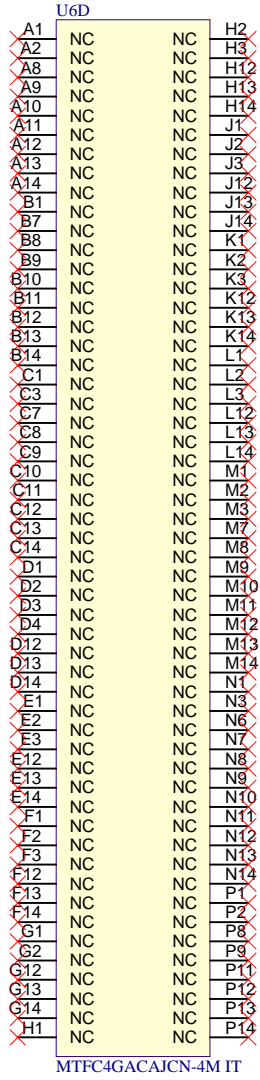 U6D
A1 NC NC H2
A2 NC NC H3
A8 NC NC H12
A9 NC NC H13
A10 NC NC H14
A11 NC NC J1
A12 NC NC J2
A13 NC NC J3
A14 NC NC J12
B1 NC NC J13
B7 NC NC J14
B8 NC NC K1
B9 NC NC K2
B10 NC NC K3
B11 NC NC K12
B12 NC NC K13
B13 NC NC K14
B14 NC NC L1
C1 NC NC L2
C3 NC NC L3
C7 NC NC L12
C8 NC NC L13
C9 NC NC L14
C10 NC NC M1
C11 NC NC M2
C12 NC NC M3
C13 NC NC M7
C14 NC NC M8
D1 NC NC M9
D2 NC NC M10
D3 NC NC M11
D4 NC NC M12
D12 NC NC M13
D13 NC NC M14
D14 NC NC N1
E1 NC NC N3
E2 NC NC N6
E3 NC NC N7
E12 NC NC N8
E13 NC NC N9
E14 NC NC N10
F1 NC NC N11
F2 NC NC N12
F3 NC NC N13
F12 NC NC N14
F13 NC NC P1
F14 NC NC P2
G1 NC NC P8
G2 NC NC P9
G12 NC NC P11
G13 NC NC P12
G14 NC NC P13
H1 NC NC P14
MTFC4GACAJCN-4M IT